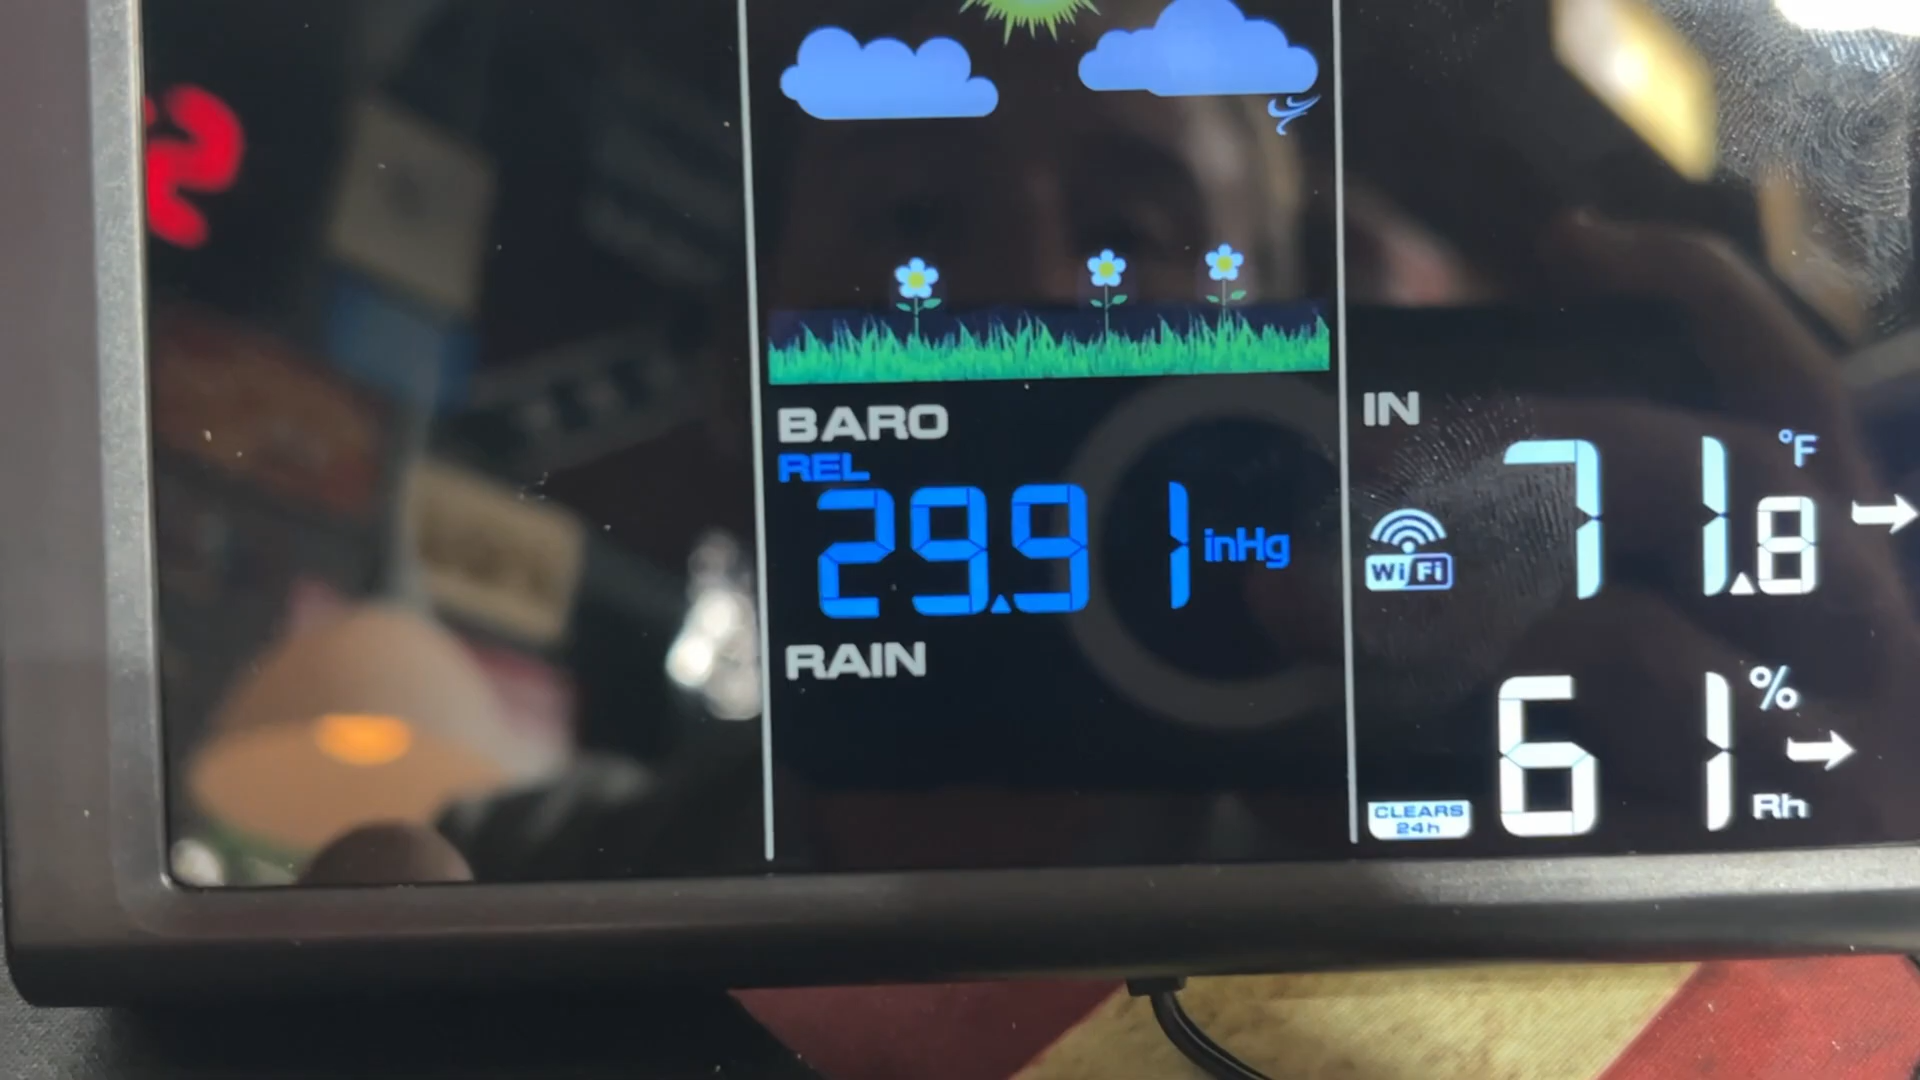 BARO
REL
29.91 inHg
RAIN
IN
71.8 °F
WiFi
61 %
Rh
CLEARS
24h